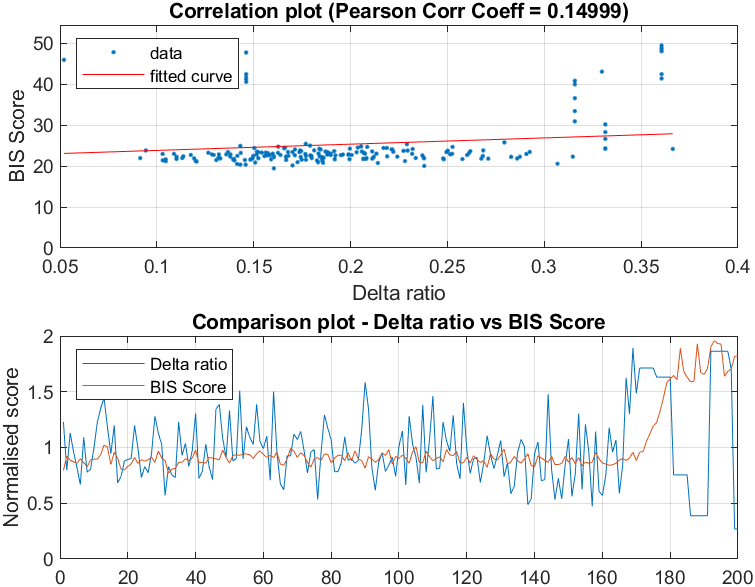 Correlation plot (Pearson Corr Coeff = 0.14999)
50
40
30
20
10
0
BIS Score
data
fitted curve
0.05 0.1 0.15 0.2 0.25 0.3 0.35 0.4
Delta ratio
Comparison plot - Delta ratio vs BIS Score
2
1.5
1
0.5
0
Normalised score
Delta ratio
BIS Score
0 20 40 60 80 100 120 140 160 180 200